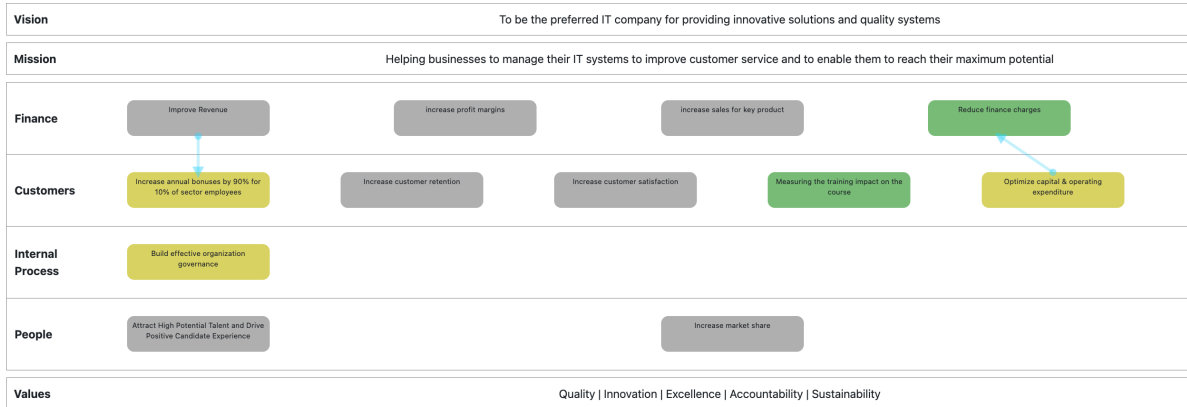 Vision
To be the preferred IT company for providing innovative solutions and quality systems
Mission
Helping businesses to manage their IT systems to improve customer service and to enable them to reach their maximum potential
Finance
Improve Revenue
increase profit margins
increase sales for key product
Reduce finance charges
Customers
Increase annual bonuses by 90% for
10% of sector employees
Increase customer retention
Increase customer satisfaction
Measuring the training impact on the
course
Optimize capital & operating
expenditure
Internal
Process
Build effective organization
governance
People
Attract High Potential Talent and Drive
Positive Candidate Experience
Increase market share
Values
Quality | Innovation | Excellence | Accountability | Sustainability